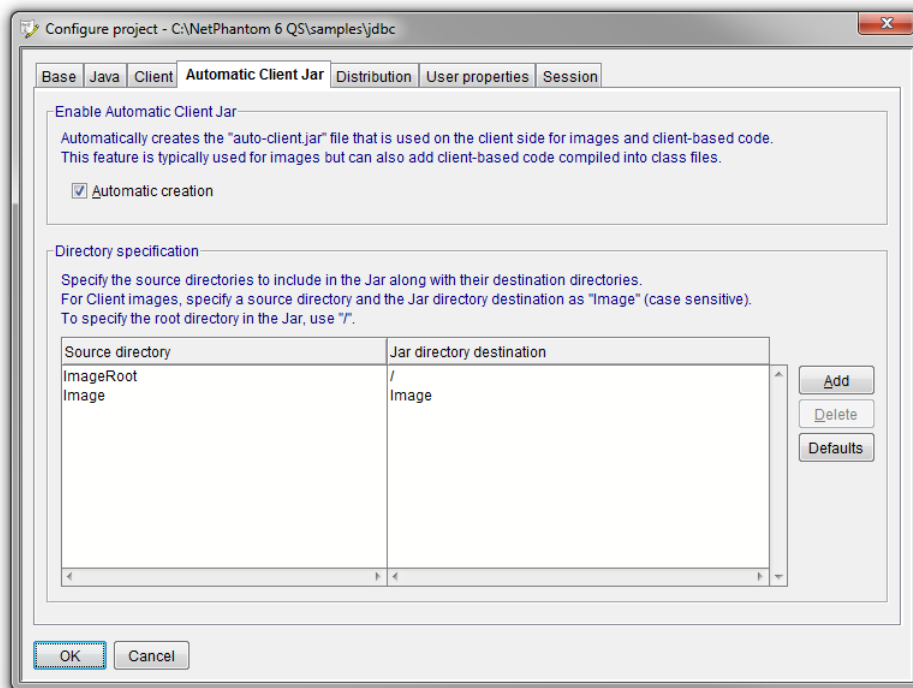 Configure project - C:\NetPhantom 6 QS\samples\jdbc
Base Java Client Automatic Client Jar Distribution User properties Session
Enable Automatic Client Jar
Automatically creates the "auto-client.jar" file that is used on the client side for images and client-based code.
This feature is typically used for images but can also add client-based code compiled into class files.
Automatic creation
Directory specification
Specify the source directories to include in the Jar along with their destination directories.
For Client images, specify a source directory and the Jar directory destination as "Image" (case sensitive).
To specify the root directory in the Jar, use "/".
Source directory Jar directory destination
ImageRoot /
Image Image
Add
Delete
Defaults
OK Cancel